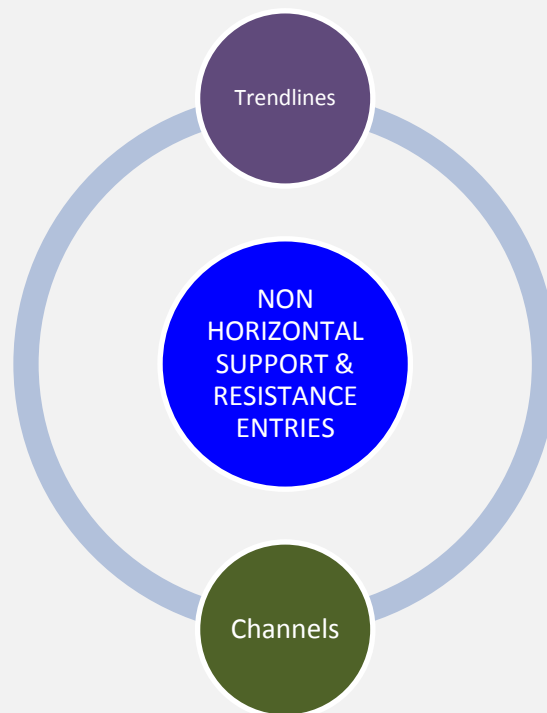 Trendlines
NON
HORIZONTAL
SUPPORT &
RESISTANCE
ENTRIES
Channels